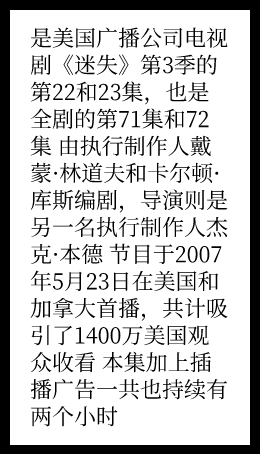 是美国广播公司电视
剧《迷失》第3季的
第22和23集，也是
全剧的第71集和72
集 由执行制作人戴
蒙·林道夫和卡尔顿·
库斯编剧，导演则是
另一名执行制作人杰
克·本德 节目于2007
年5月23日在美国和
加拿大首播，共计吸
引了1400万美国观
众收看 本集加上插
播广告一共也持续有
两个小时